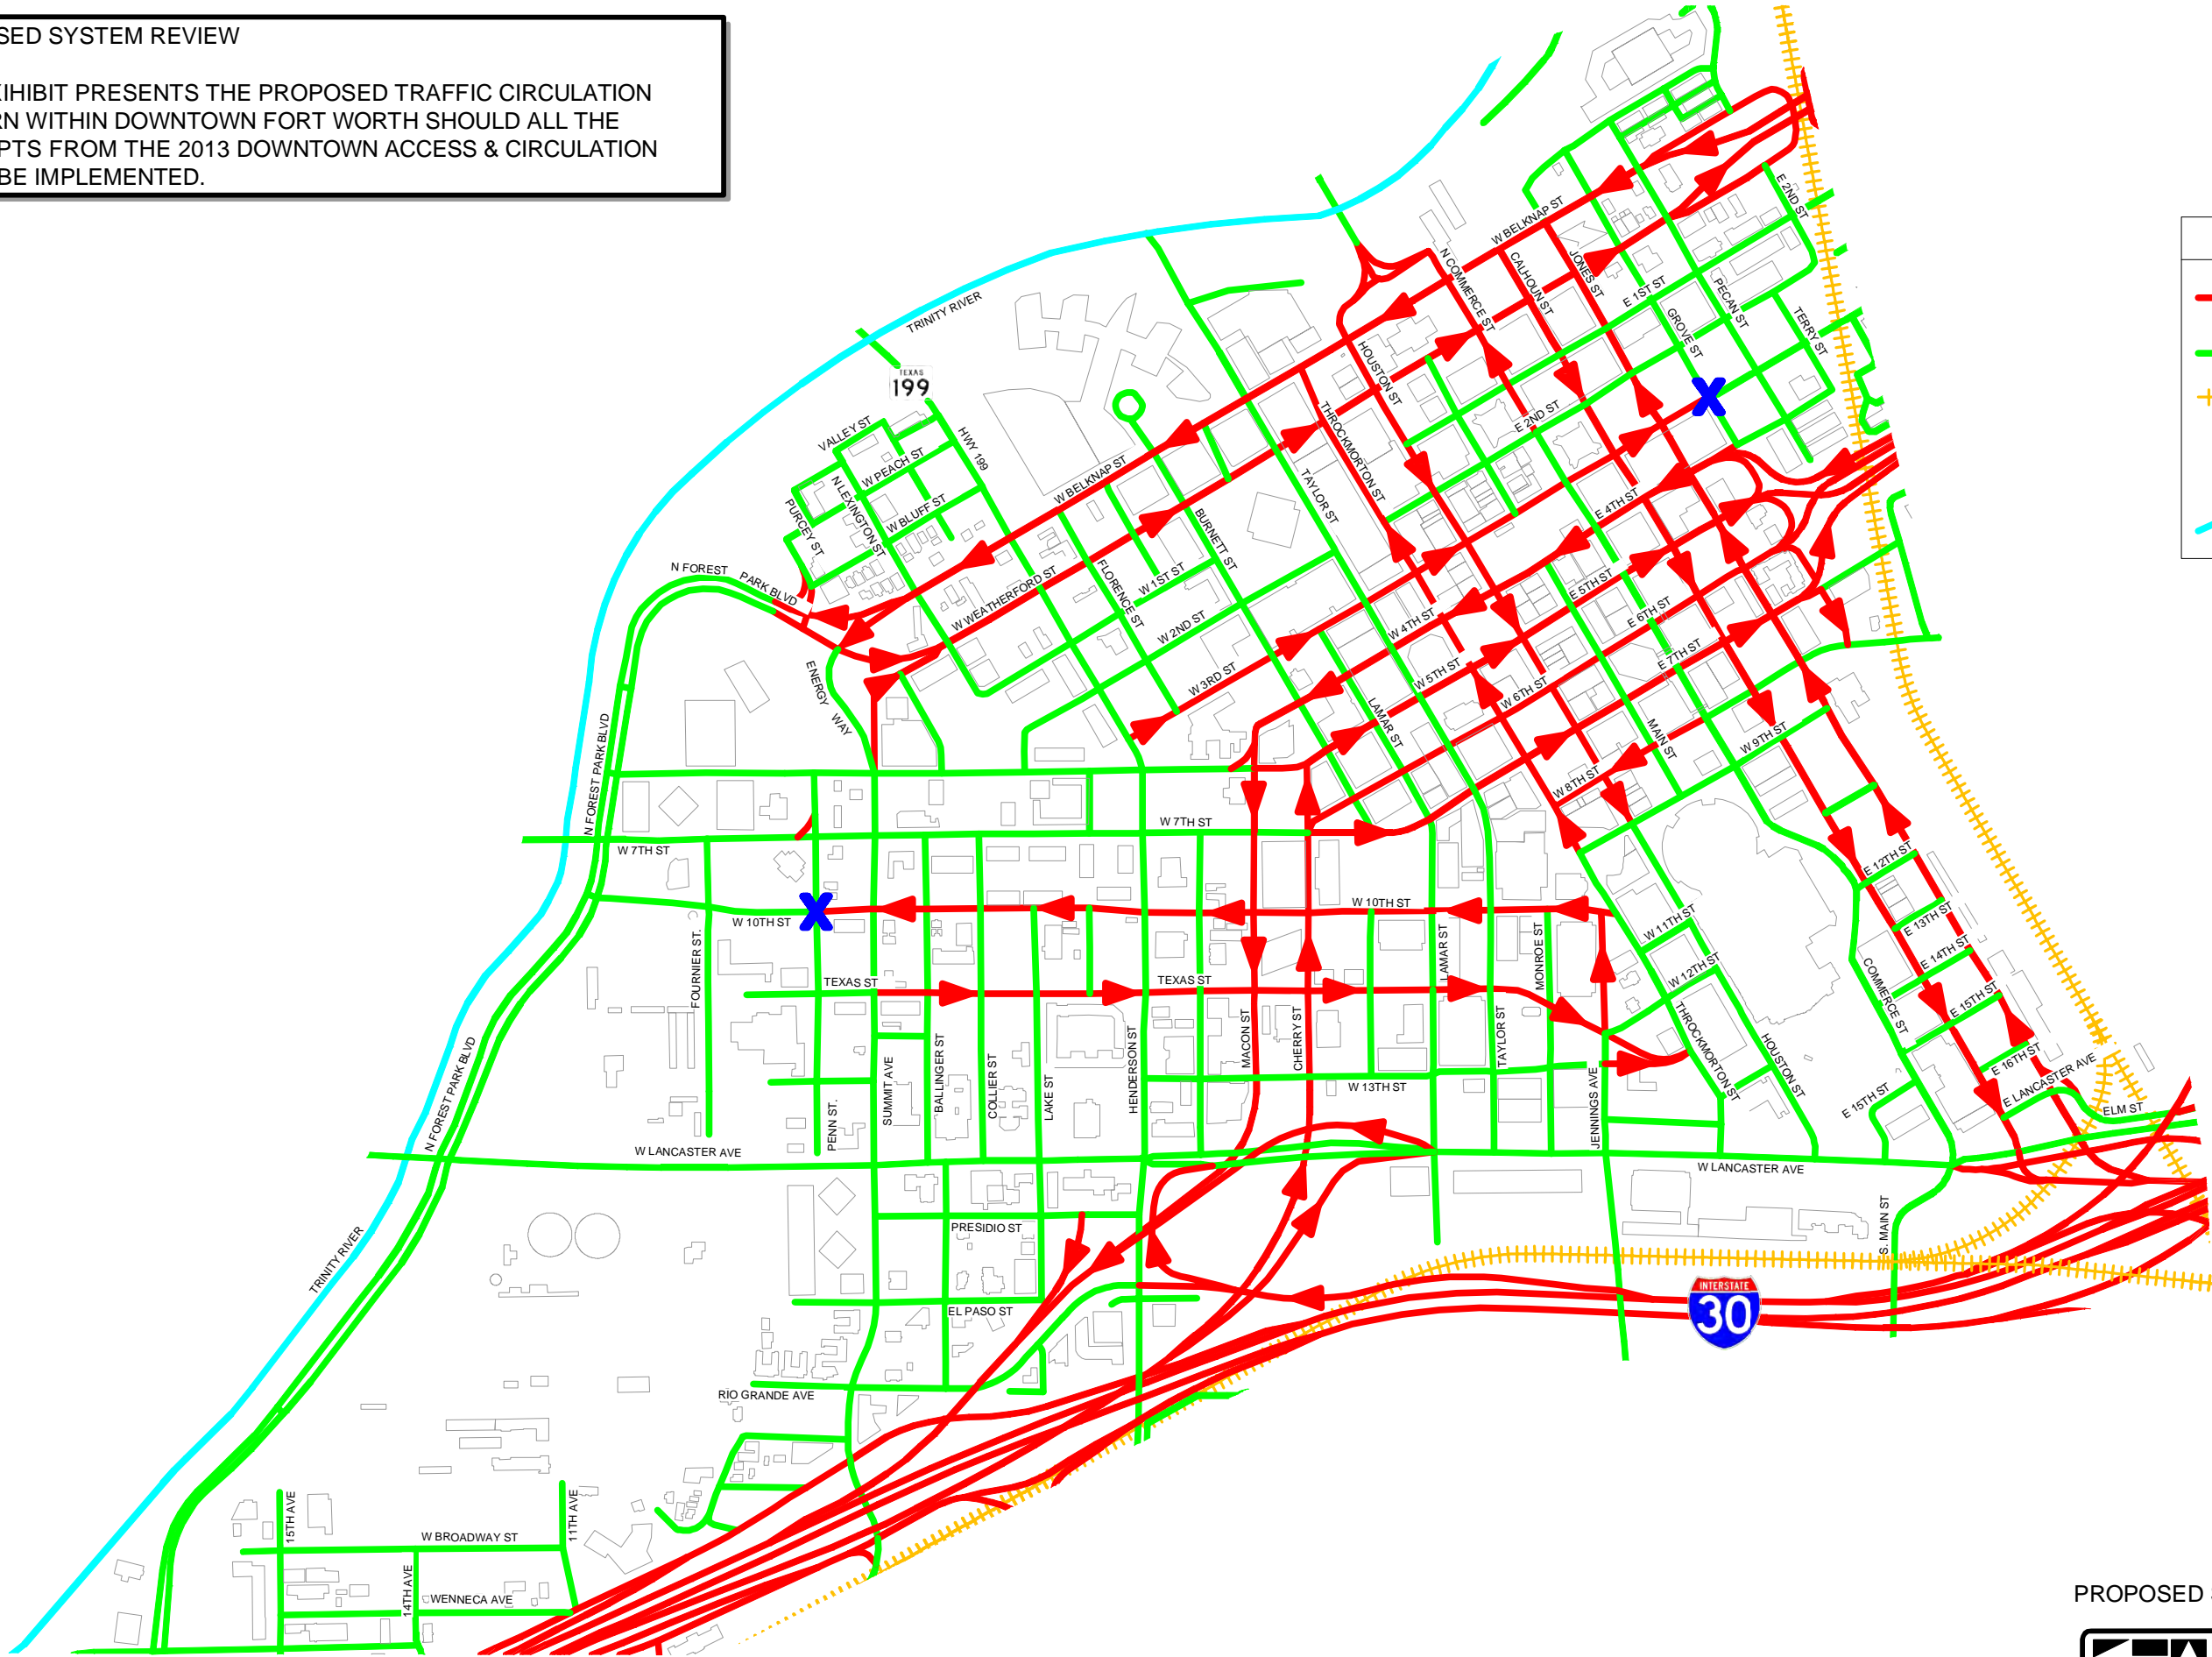 SED SYSTEM REVIEW
XIHIBIT PRESENTS THE PROPOSED TRAFFIC CIRCULATION
RN WITHIN DOWNTOWN FORT WORTH SHOULD ALL THE
PTS FROM THE 2013 DOWNTOWN ACCESS & CIRCULATION
BE IMPLEMENTED.
TRINITY RIVER
TEXAS
199
HWY 199
VALLEY ST
W PEACH ST
N LEXINGTON ST
W BLUFF ST
PURCEY ST
N FOREST PARK BLVD
W BELKNAP ST
W BELKNAP ST
N COMMERCE ST
CALHOUN ST
JONES ST
E 1ST ST
E 2ND ST
PECAN ST
GROVE ST
TERRY ST
HOUSTON ST
THROCKMORTON ST
E 2ND ST
TAYLOR ST
BURNETT ST
W 1ST ST
FLORENCE ST
W WEATHERFORD ST
W 2ND ST
W 3RD ST
W 4TH ST
E 4TH ST
W 5TH ST
E 5TH ST
W 6TH ST
E 6TH ST
E 7TH ST
LAMAR ST
MAIN ST
W 8TH ST
W 9TH ST
ENERGY WAY
N FOREST PARK BLVD
X
W 7TH ST
W 7TH ST
X
W 10TH ST
W 10TH ST
FOURNIER ST.
TEXAS ST
TEXAS ST
LAMAR ST
MONROE ST
W 11TH ST
W 12TH ST
E 12TH ST
E 13TH ST
E 14TH ST
E 15TH ST
E 16TH ST
COMMERCE ST
THROCKMORTON ST
HOUSTON ST
E LANCASTER AVE
ELM ST
E 15TH ST
N FOREST PARK BLVD
PENN ST.
SUMMIT AVE
BALLINGER ST
COLLIER ST
LAKE ST
HENDERSON ST
MACON ST
CHERRY ST
W 13TH ST
TAYLOR ST
JENNINGS AVE
W LANCASTER AVE
W LANCASTER AVE
S. MAIN ST
TRINITY RIVER
PRESIDIO ST
EL PASO ST
INTERSTATE
30
RIO GRANDE AVE
15TH AVE
11TH AVE
W BROADWAY ST
14TH AVE
WENNECA AVE
PROPOSED